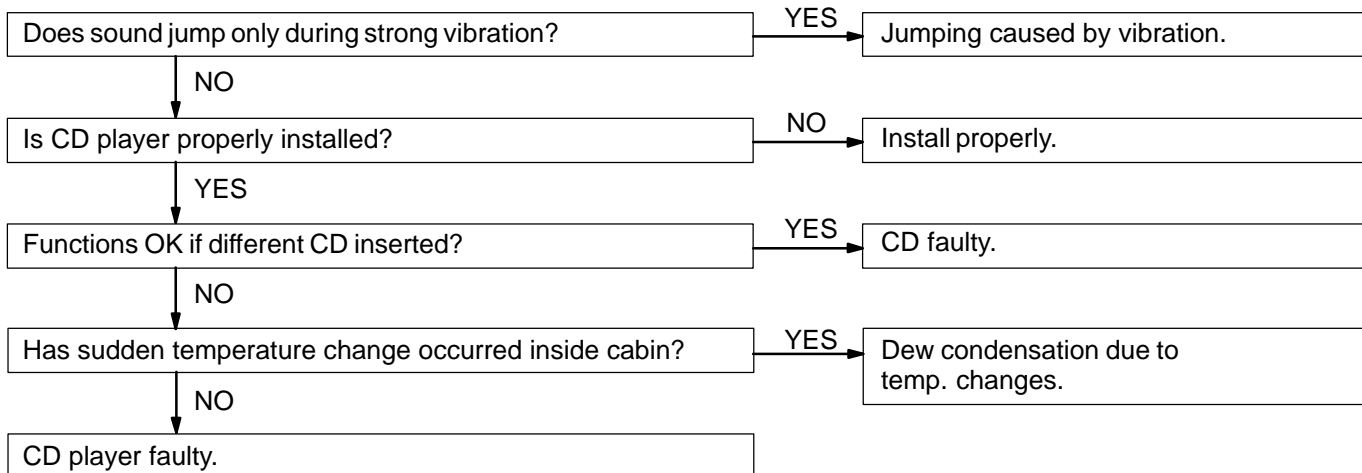 Does sound jump only during strong vibration?
YES
Jumping caused by vibration.
NO
Is CD player properly installed?
NO
Install properly.
YES
Functions OK if different CD inserted?
YES
CD faulty.
NO
Has sudden temperature change occurred inside cabin?
YES
Dew condensation due to
temp. changes.
NO
CD player faulty.